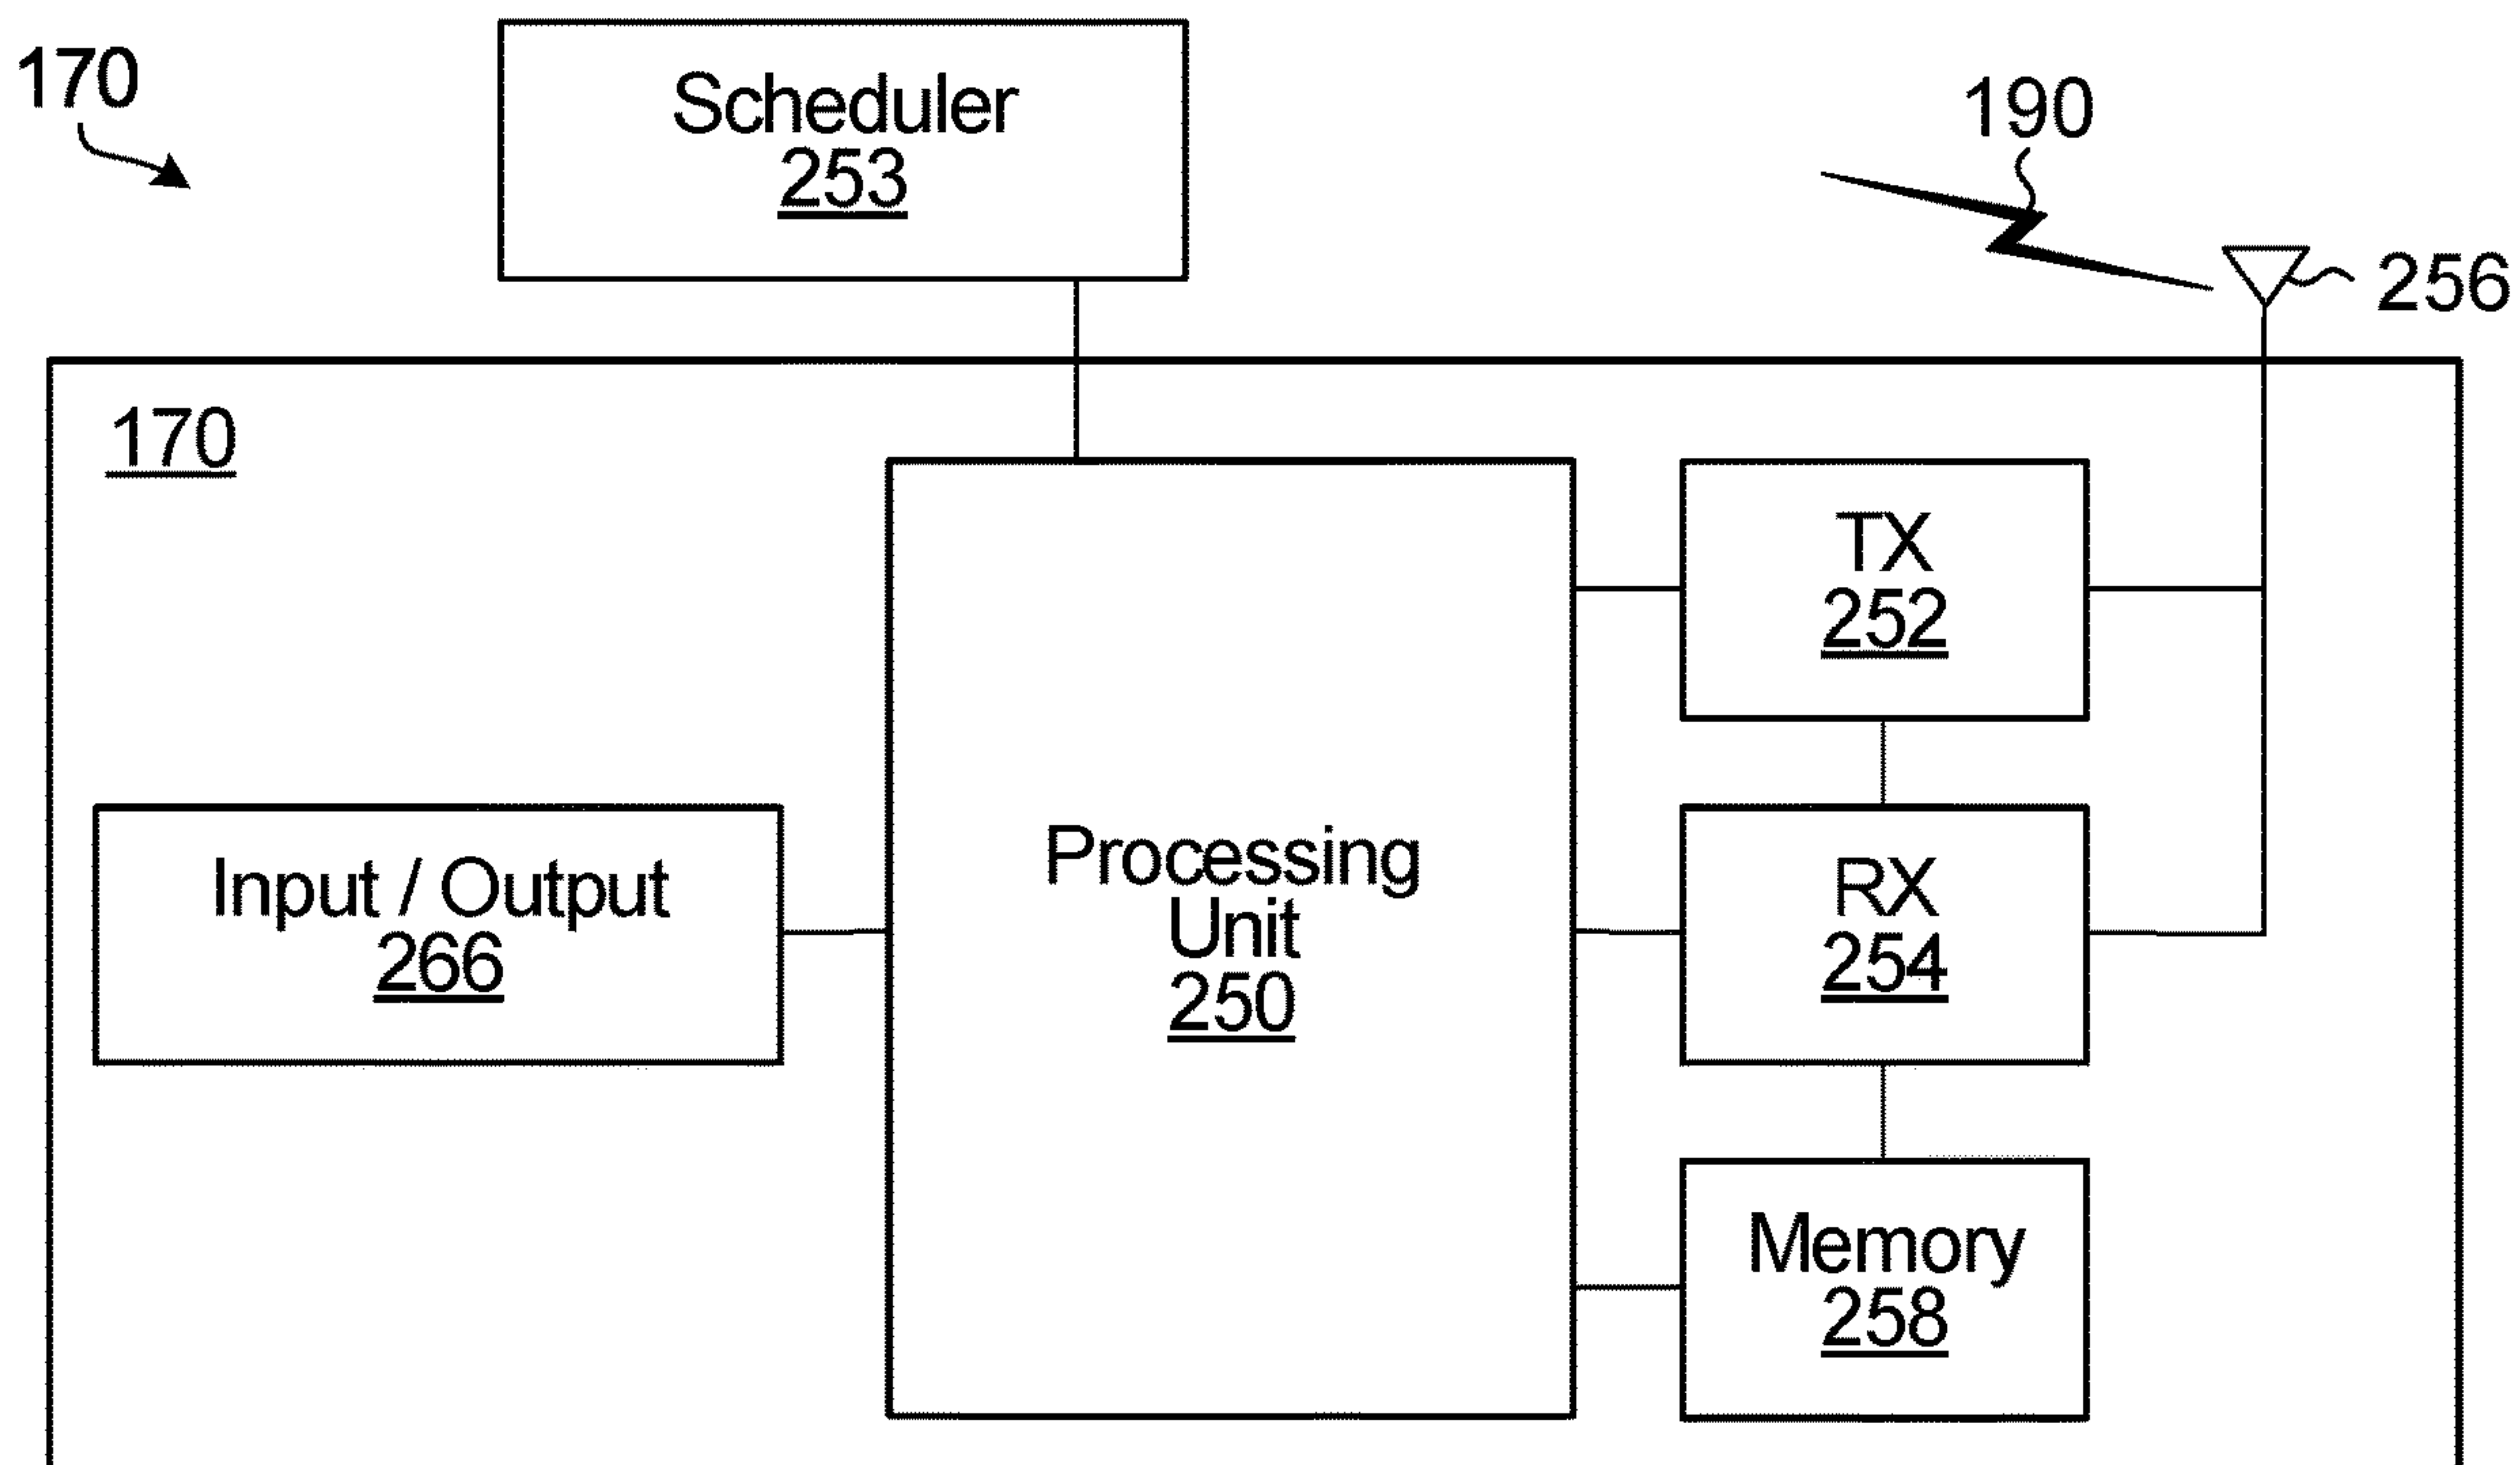 170
Scheduler
253
190
256
170
TX
252
Input / Output
266
Processing
Unit
250
RX
254
Memory
258